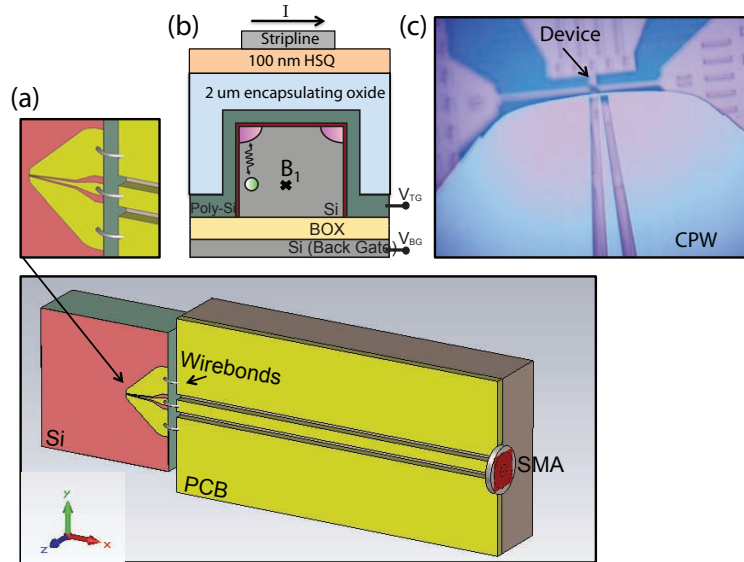 (a)
(b)
I
Stripline
100 nm HSQ
2 um encapsulating oxide
B1
Poly-Si
Si
VTG
BOX
Si (Back Gate)
VBG
(c)
Device
CPW
Wirebonds
Si
PCB
SMA
y
z
x